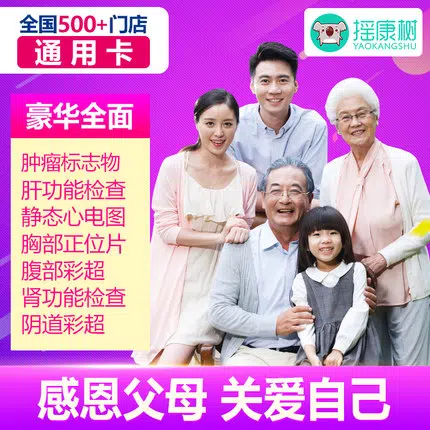 全国500+门店
通用卡
摇康树
YAOKANGSHU
豪华全面
肿瘤标志物
肝功能检查
静态心电图
胸部正位片
腹部彩超
肾功能检查
阴道彩超
感恩父母 关爱自己